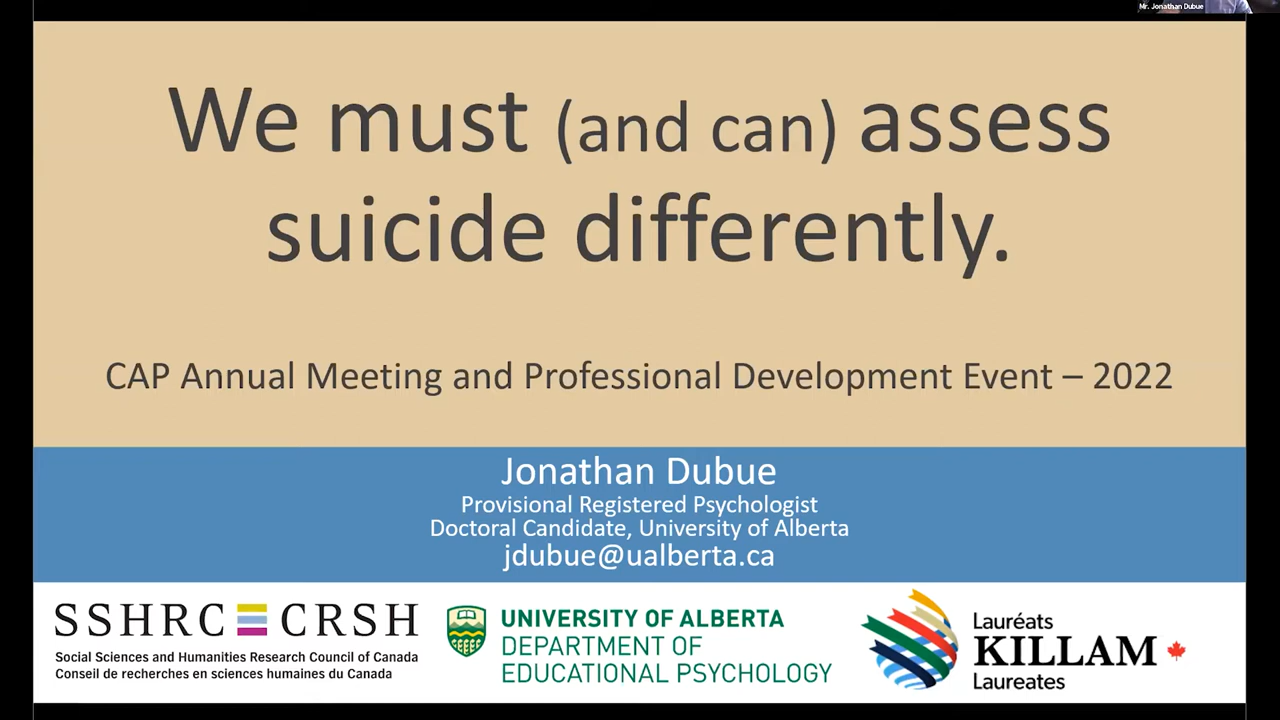 Mr. Jonathan Dubue
We must (and can) assess
suicide differently.
CAP Annual Meeting and Professional Development Event – 2022
Jonathan Dubue
Provisional Registered Psychologist
Doctoral Candidate, University of Alberta
jdubue@ualberta.ca
SSHRC CRSH
Social Sciences and Humanities Research Council of Canada
Conseil de recherches en sciences humaines du Canada
UNIVERSITY OF ALBERTA
DEPARTMENT OF
EDUCATIONAL PSYCHOLOGY
Lauréats
KILLAM
Laureates